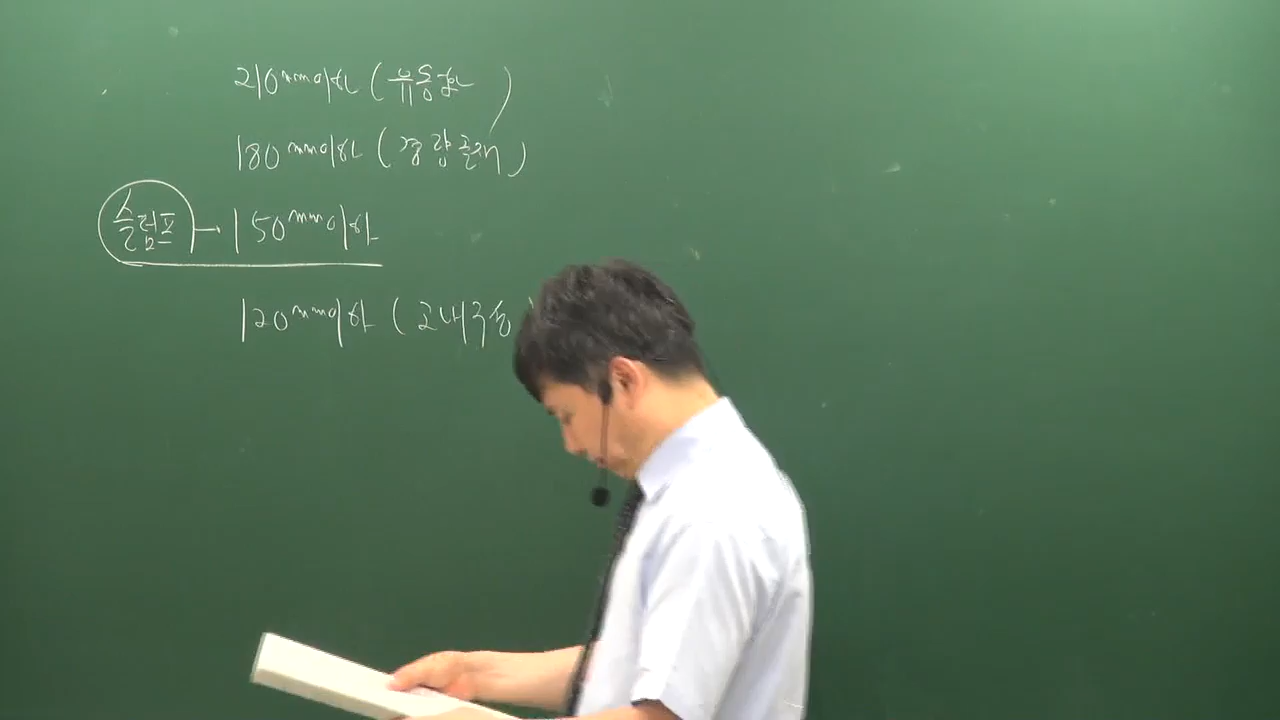 210mm이하 (유동화)
180mm이하 (경량골재)
슬럼프 → 150mm이하
120mm이하 (고내구성